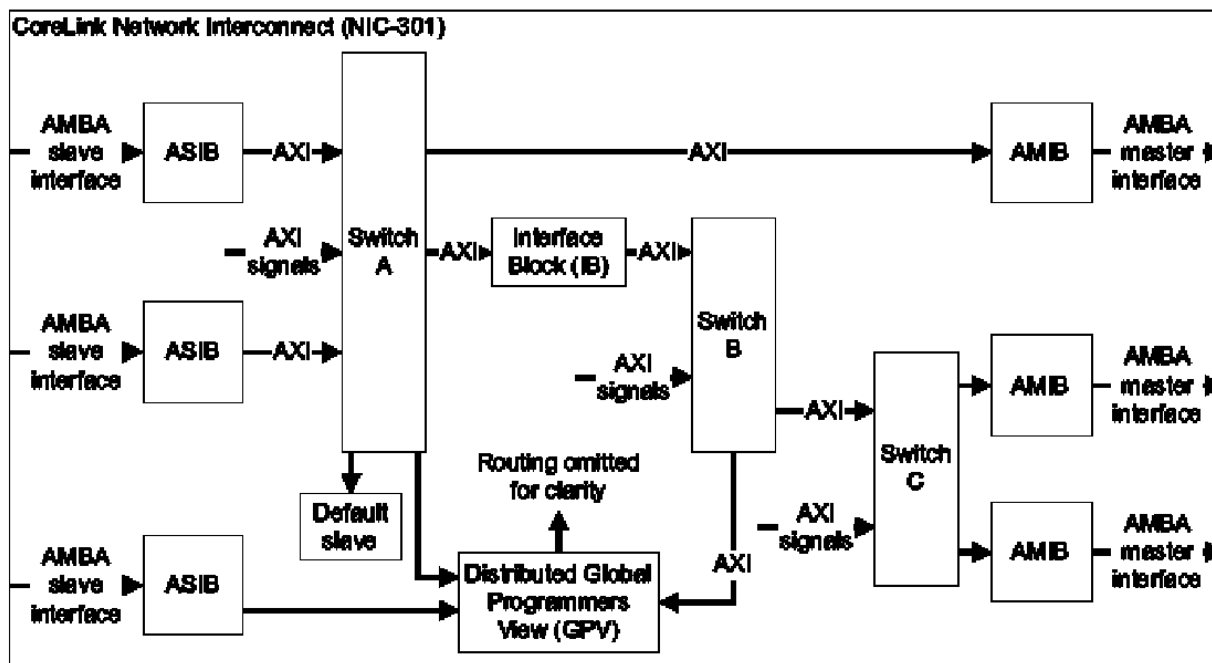 CoreLink Network Interconnect (NIC-301)
AMBA
slave
interface
ASIB
AXI
AXI
AMIB
AMBA
master
interface
AXI
signals
Switch
A
AXI
Interface
Block (IB)
AXI
AMBA
slave
interface
ASIB
AXI
Switch
B
AXI
signals
AXI
AMIB
AMBA
master
interface
Switch
C
Routing omitted
for clarity
Default
slave
AXI
signals
AMIB
AMBA
master
interface
AMBA
slave
interface
ASIB
Distributed Global
Programmers
View (GPV)
AXI